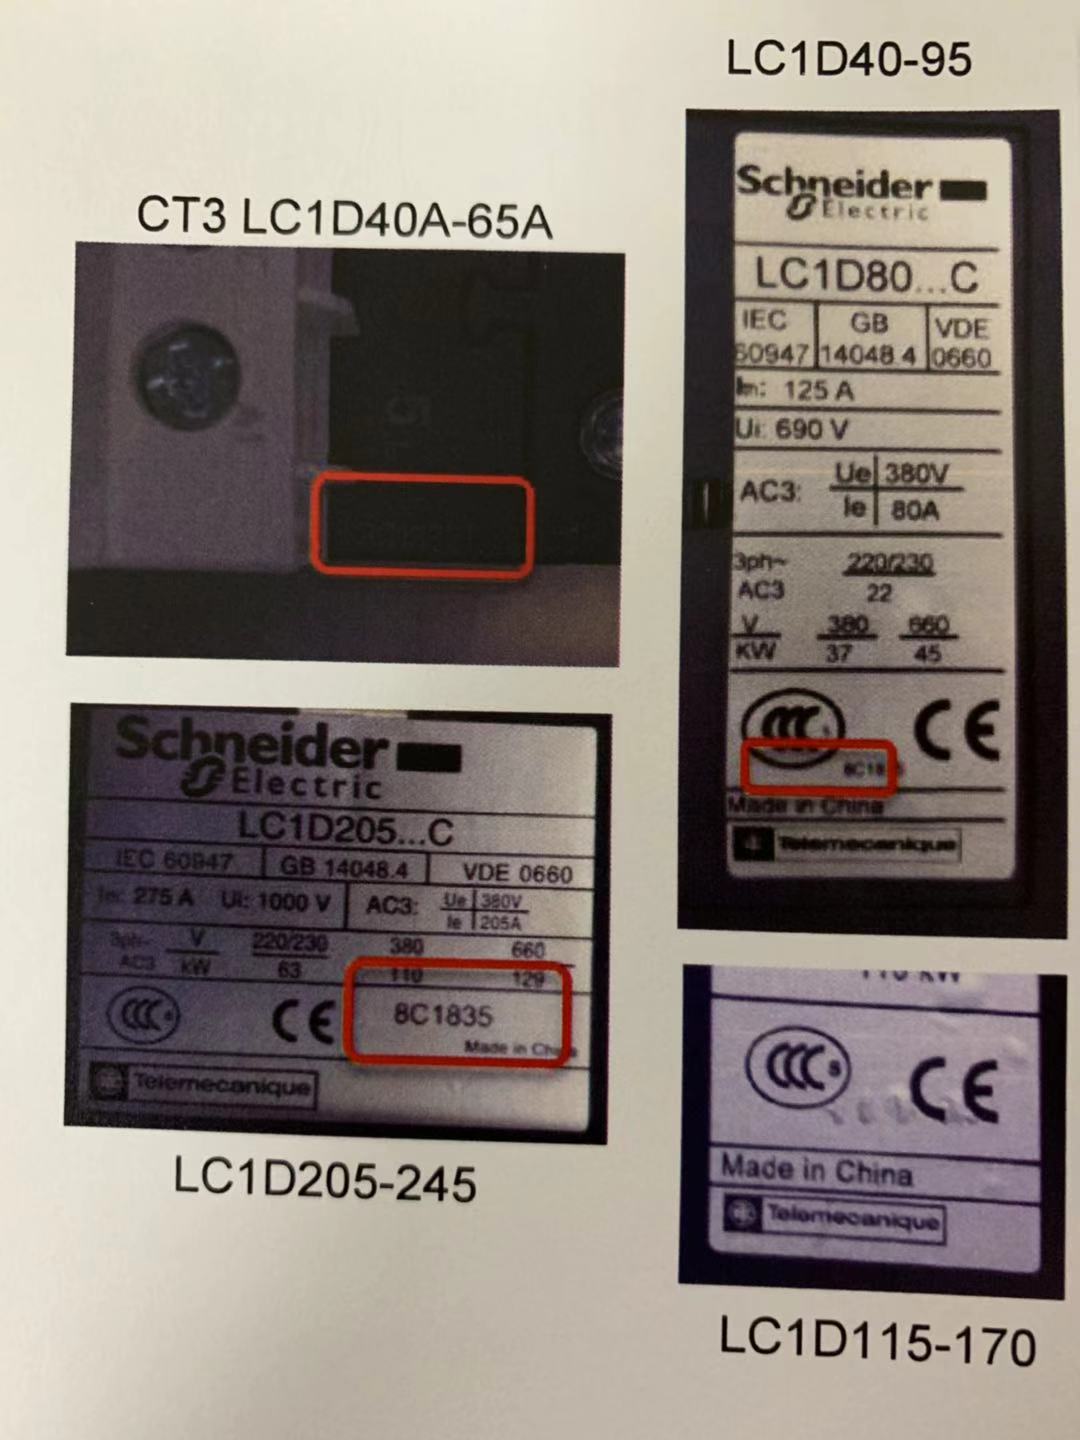 LC1D40-95
CT3 LC1D40A-65A
Schneider
Electric
LC1D80...C
IEC GB VDE
60947 14048.4 0660
125 A
Ui: 690 V
AC3: Ue 380V
Ie 80A
3ph~ 220/230
AC3 22
V 380 660
KW 37 45
CCC CE
8C18
Made in China
Telemecanique
Schneider
Electric
LC1D205...C
IEC 60947 GB 14048.4 VDE 0660
275 A Ui: 1000 V AC3: Ue 380V
Ie 205A
3ph~ V 220/230 380 660
AC3 KW 63 110 129
CCC CE 8C1835
Made in
Telemecanique
LC1D205-245
CCC S CE
Made in China
Telemecanique
LC1D115-170